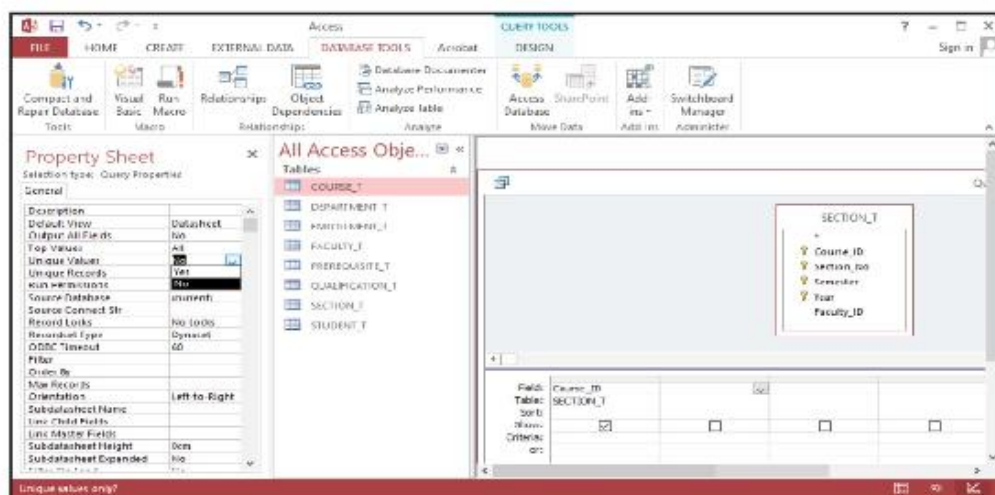 Access
QUERY TOOLS
Sign in
FILE HOME CREATE EXTERNAL DATA DATABASE TOOLS Acrobat DESIGN
Compact and Repair Database
Visual Basic
Run Macro
Relationships
Object Dependencies
Database Documenter
Analyze Performance
Analyze Table
Access Database
SharePoint
Add-ins
Switchboard Manager
Tools Macro Relationships Analyze Move Data Add-ins Administer
Property Sheet
Selection type: Query Properties
General
Description
Default View Datasheet
Output All Fields No
Top Values All
Unique Values No
Unique Records Yes
Run Permissions No
Source Database (current)
Source Connect Str
Record Locks No Locks
Recordset Type Dynaset
ODBC Timeout 60
Filter
Order By
Max Records
Orientation Left-to-Right
Subdatasheet Name
Link Child Fields
Link Master Fields
Subdatasheet Height 0cm
Subdatasheet Expanded No
All Access Obje...
Tables
COURSE_T
DEPARTMENT_T
ENROLLMENT_T
FACULTY_T
PREREQUISITE_T
QUALIFICATION_T
SECTION_T
STUDENT_T
SECTION_T
*
Course_ID
Section_No
Semester
Year
Faculty_ID
Field: Course_ID
Table: SECTION_T
Sort:
Show:
Criteria:
or:
Unique values only?